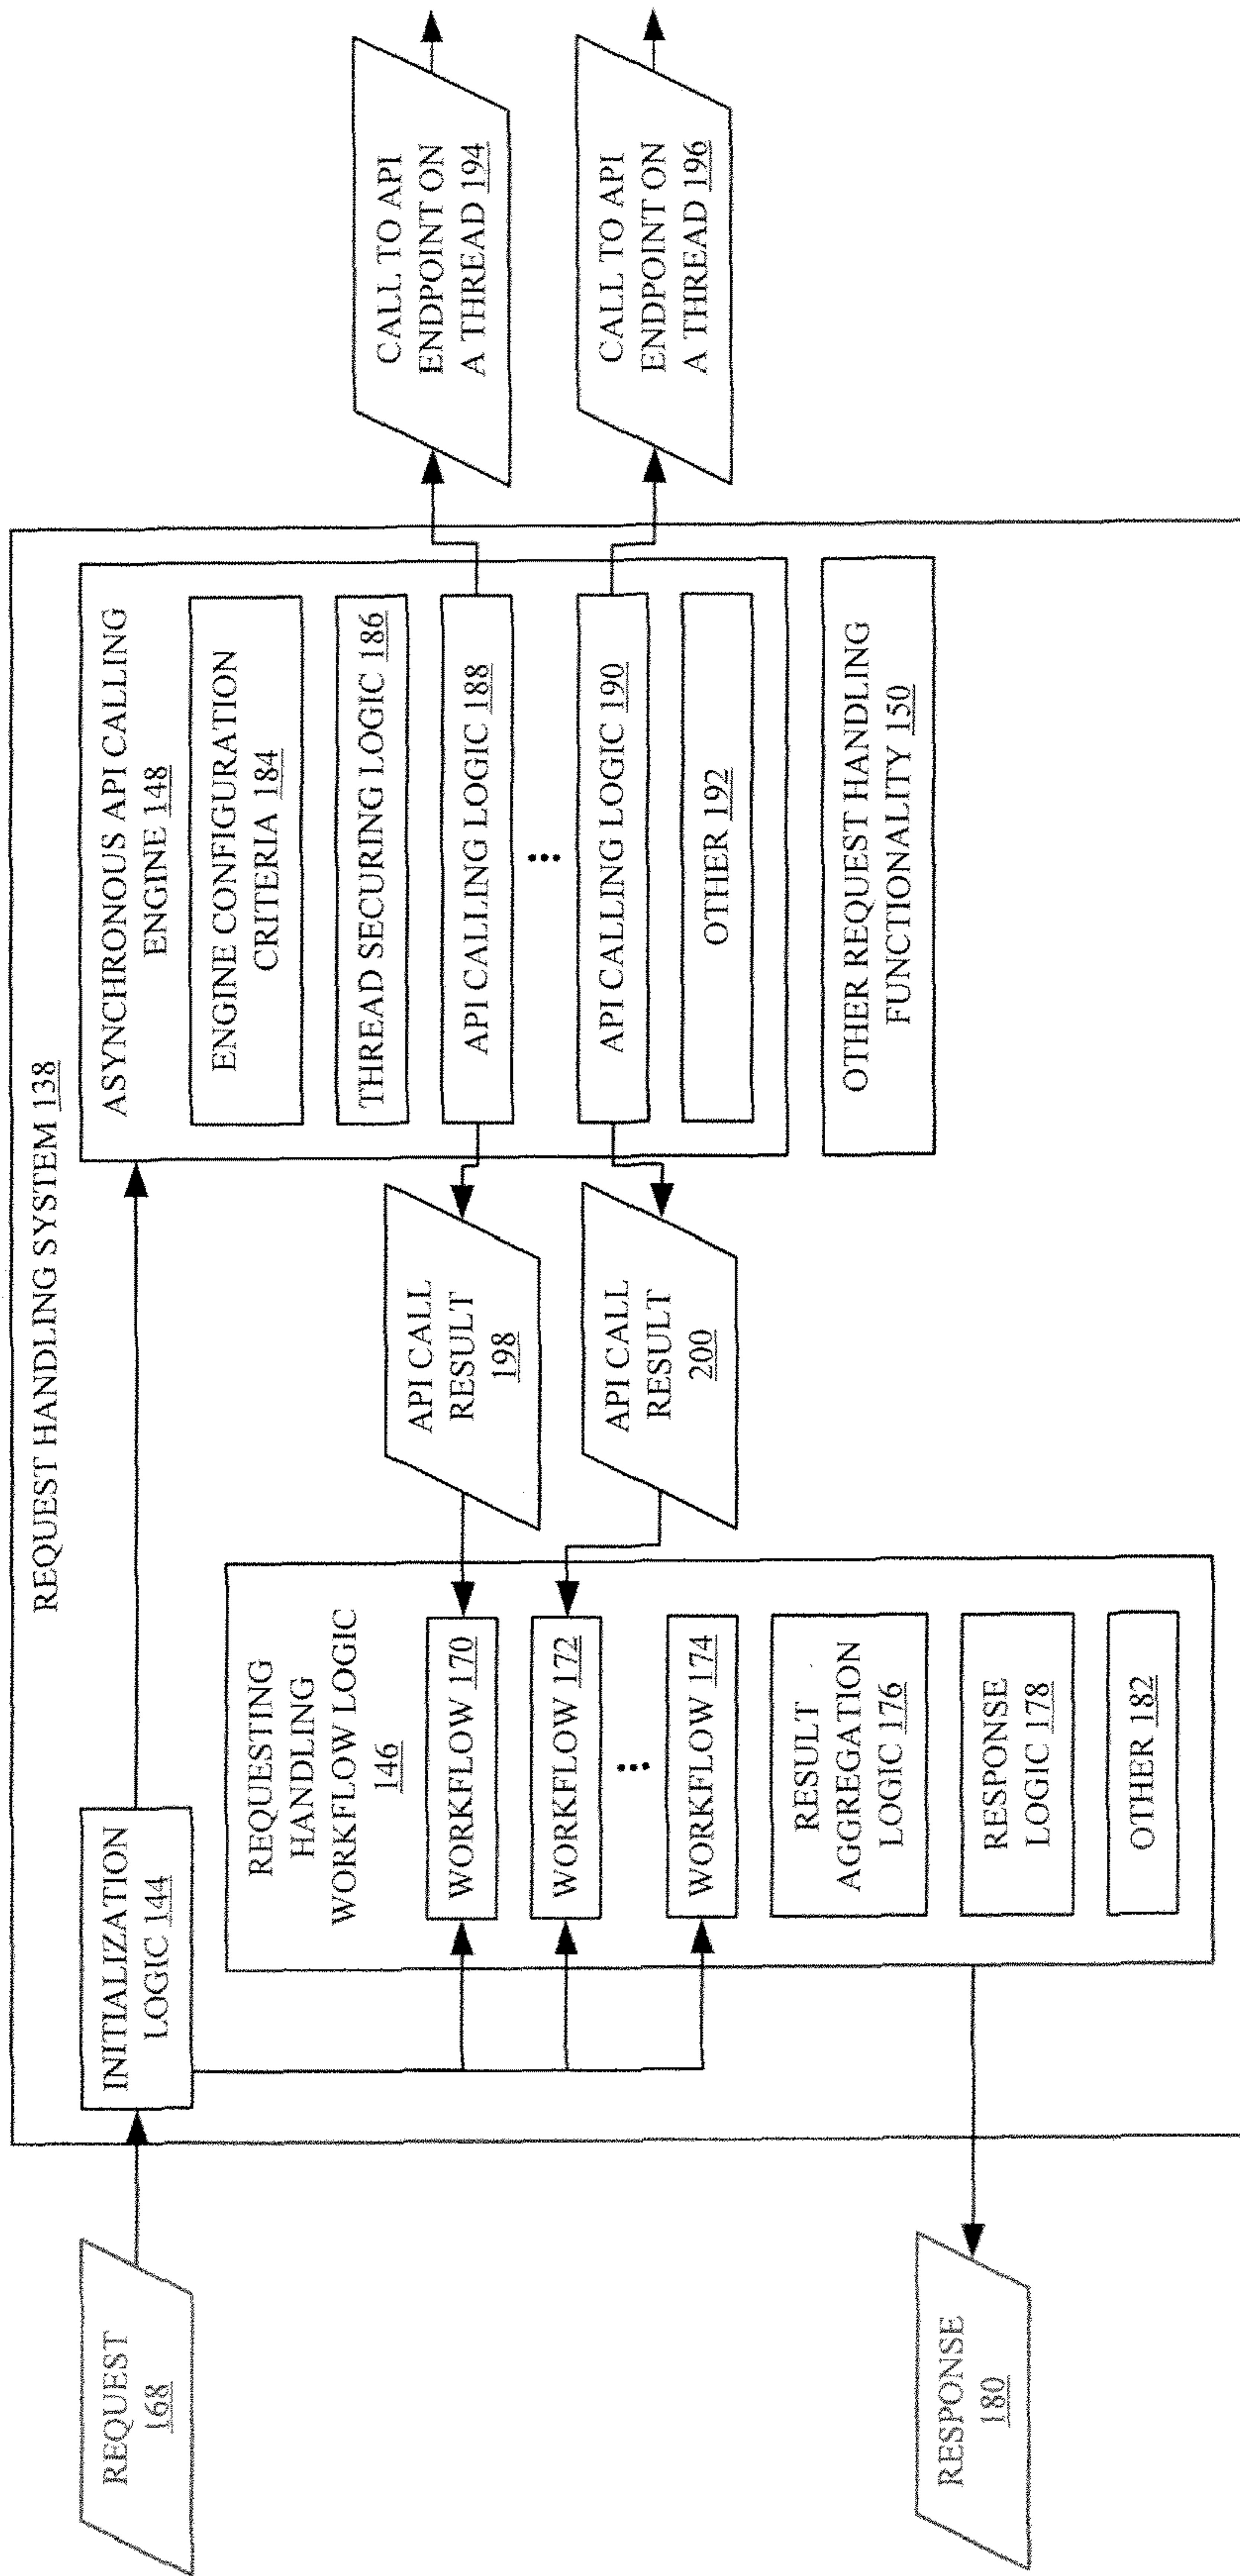 REQUEST HANDLING SYSTEM 138
REQUEST
168
INITIALIZATION
LOGIC 144
REQUESTING
HANDLING
WORKFLOW LOGIC
146
WORKFLOW 170
WORKFLOW 172
...
WORKFLOW 174
RESULT
AGGREGATION
LOGIC 176
RESPONSE
LOGIC 178
OTHER 182
RESPONSE
180
API CALL
RESULT
198
API CALL
RESULT
200
ASYNCHRONOUS API CALLING
ENGINE 148
ENGINE CONFIGURATION
CRITERIA 184
THREAD SECURING LOGIC 186
API CALLING LOGIC 188
...
API CALLING LOGIC 190
OTHER 192
OTHER REQUEST HANDLING
FUNCTIONALITY 150
CALL TO API
ENDPOINT ON
A THREAD 194
CALL TO API
ENDPOINT ON
A THREAD 196